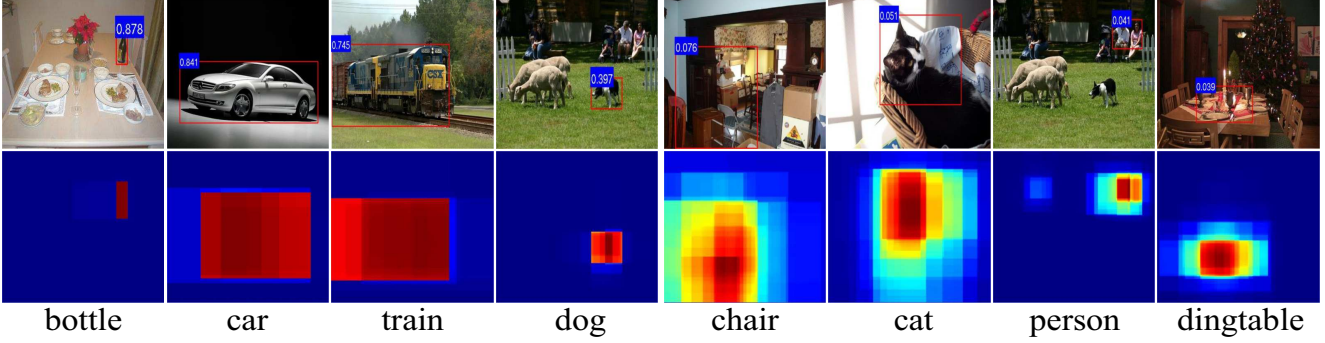 0.878
0.841
0.745
0.397
0.076
0.051
0.041
0.039
CSX
bottle
car
train
dog
chair
cat
person
dingtable